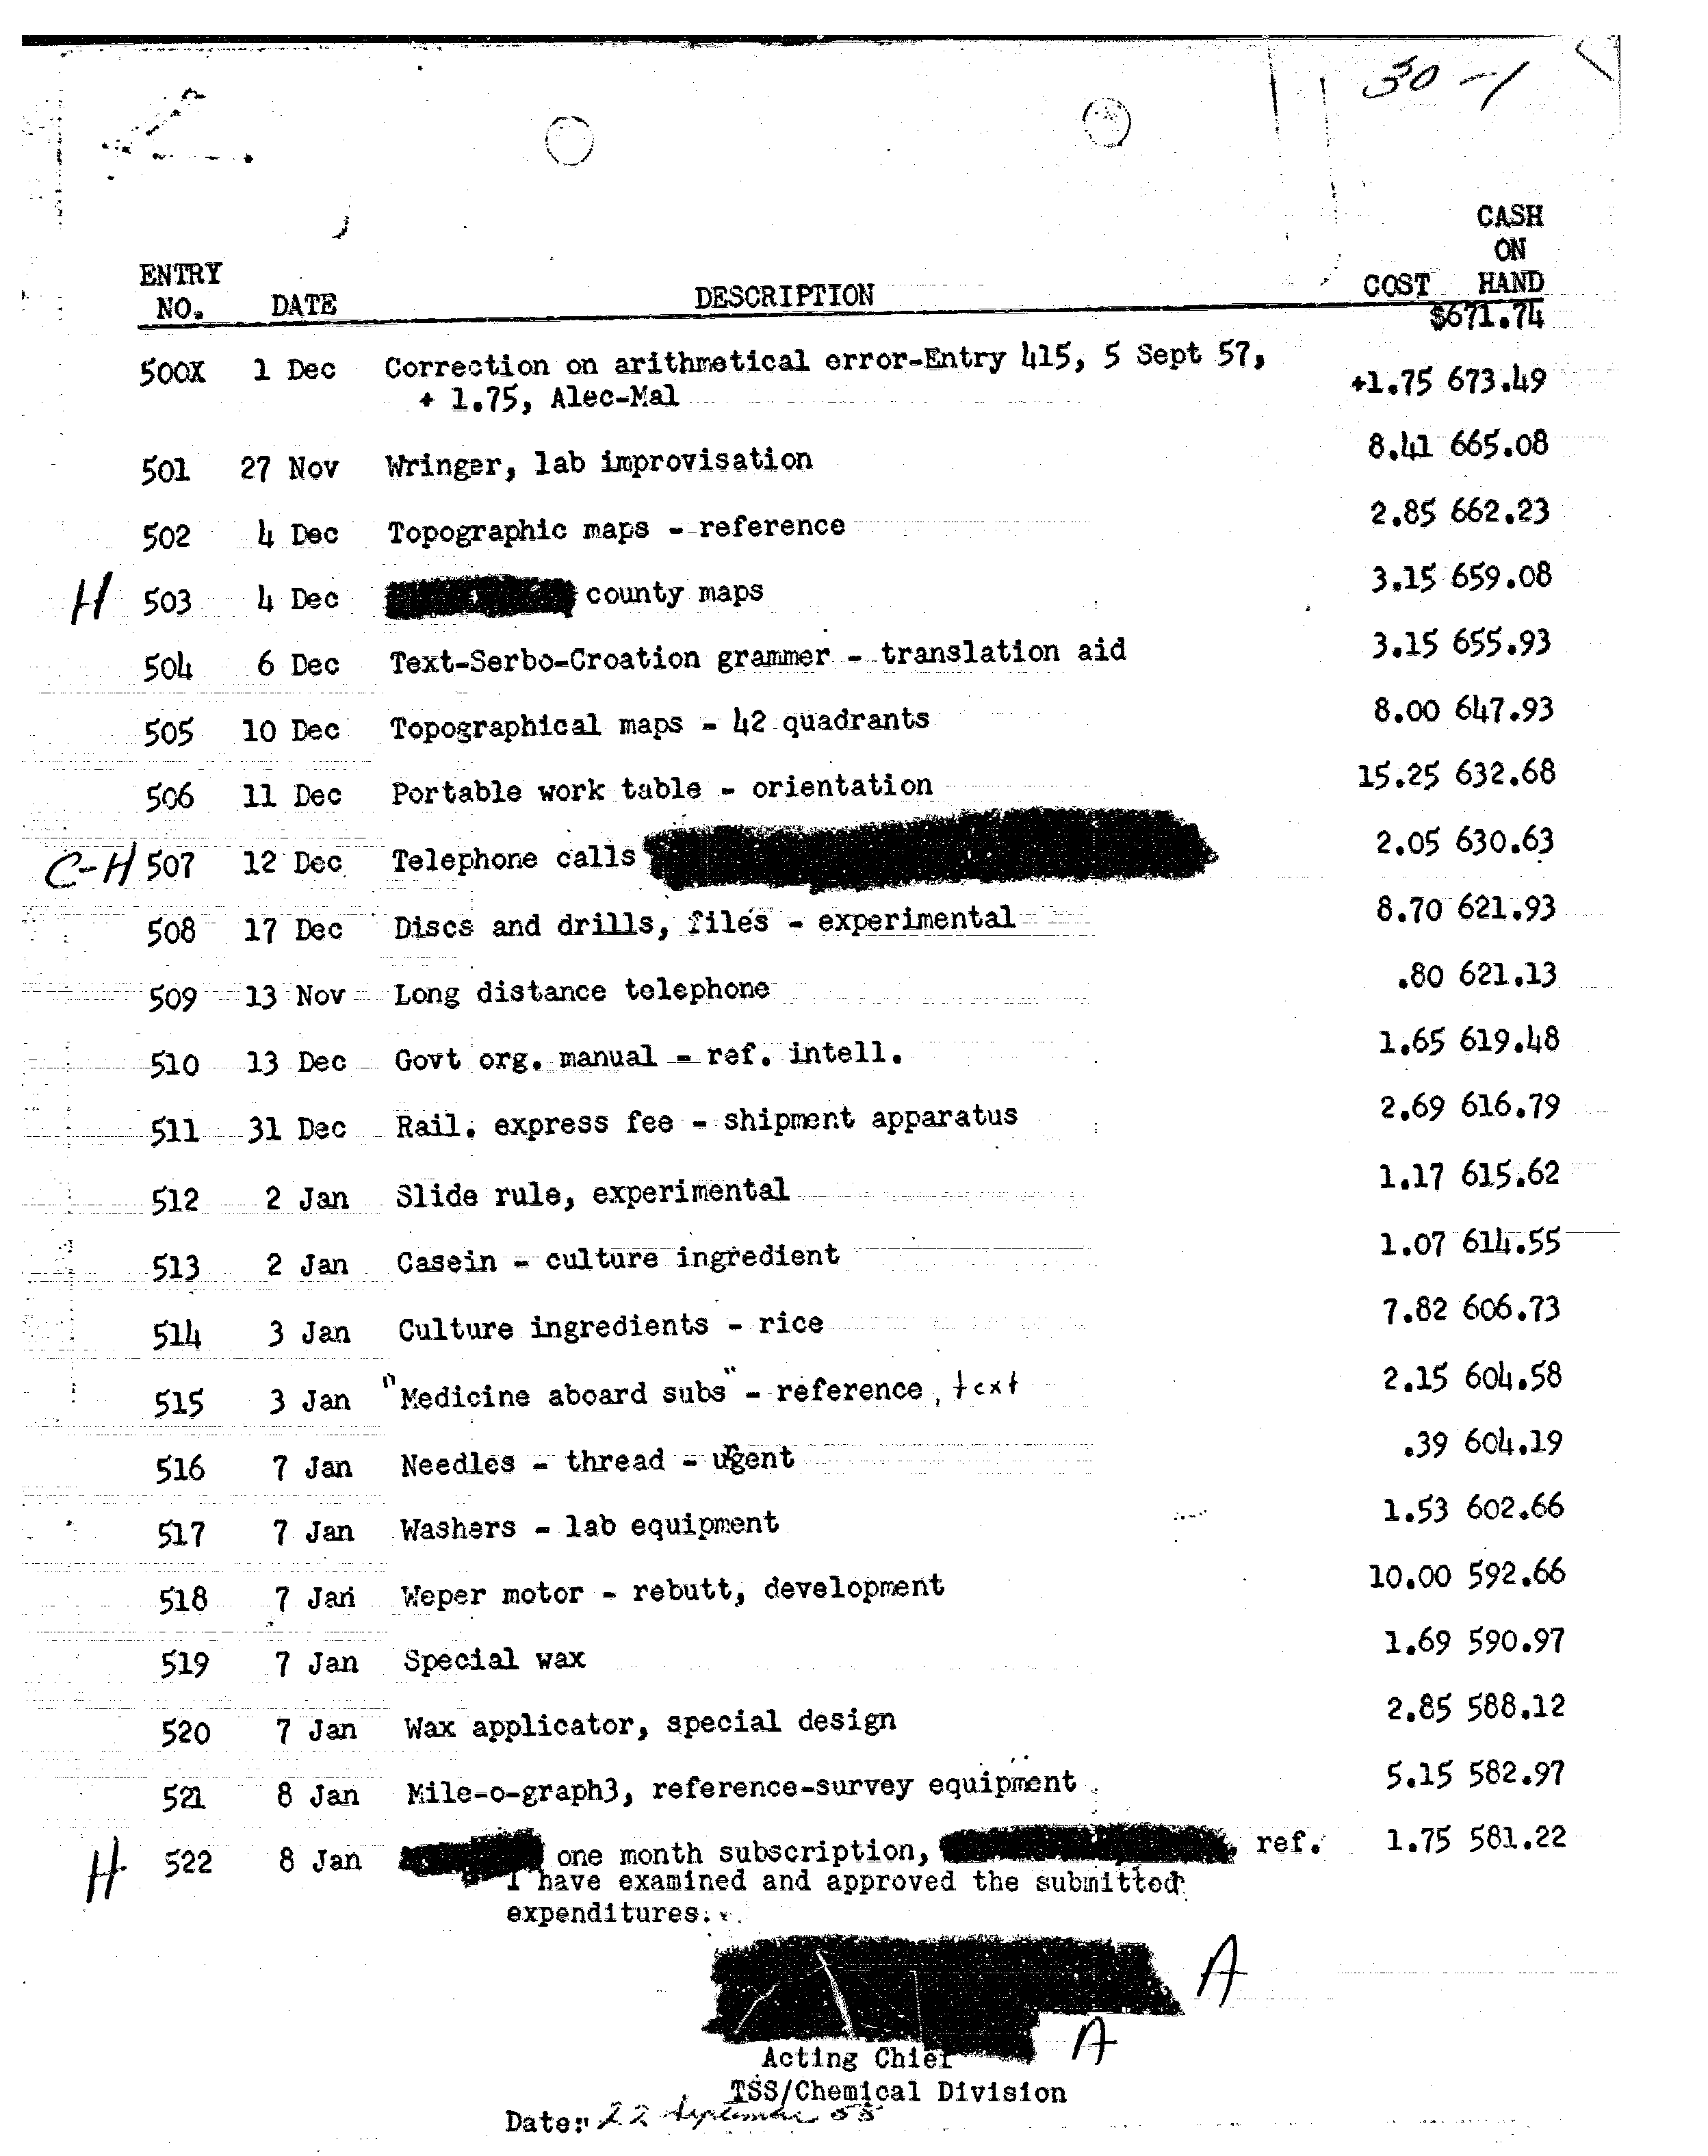 30-1
CASH
ON
ENTRY NO. DATE DESCRIPTION COST HAND
$671.74
500X 1 Dec Correction on arithmetical error-Entry 415, 5 Sept 57,
+ 1.75, Alec-Mal +1.75 673.49
501 27 Nov Wringer, lab improvisation 8.41 665.08
502 4 Dec Topographic maps - reference 2.85 662.23
H 503 4 Dec county maps 3.15 659.08
504 6 Dec Text-Serbo-Croation grammer - translation aid 3.15 655.93
505 10 Dec Topographical maps - 42 quadrants 8.00 647.93
506 11 Dec Portable work table - orientation 15.25 632.68
C-H 507 12 Dec Telephone calls 2.05 630.63
508 17 Dec Discs and drills, files - experimental 8.70 621.93
509 13 Nov Long distance telephone .80 621.13
510 13 Dec Govt org. manual - ref. intell. 1.65 619.48
511 31 Dec Rail. express fee - shipment apparatus 2.69 616.79
512 2 Jan Slide rule, experimental 1.17 615.62
513 2 Jan Casein - culture ingredient 1.07 614.55
514 3 Jan Culture ingredients - rice 7.82 606.73
515 3 Jan "Medicine aboard subs" - reference, text 2.15 604.58
516 7 Jan Needles - thread - urgent .39 604.19
517 7 Jan Washers - lab equipment 1.53 602.66
518 7 Jan Weper motor - rebutt, development 10.00 592.66
519 7 Jan Special wax 1.69 590.97
520 7 Jan Wax applicator, special design 2.85 588.12
521 8 Jan Mile-o-graph3, reference-survey equipment 5.15 582.97
H 522 8 Jan one month subscription, ref. 1.75 581.22
I have examined and approved the submitted
expenditures.
A
A
Acting Chief
TSS/Chemical Division
Date: 22 September 58